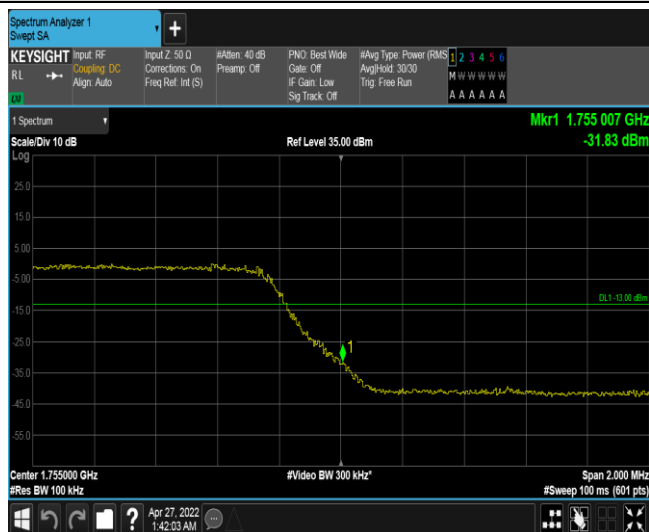 Spectrum Analyzer 1
Swept SA
KEYSIGHT Input: RF Input Z: 50 Ω #Atten: 40 dB PNO: Best Wide #Avg Type: Power (RMS 1 2 3 4 5 6
RL Coupling: DC Corrections: On Preamp: Off Gate: Off Avg|Hold: 30/30 M W W W W W
Align: Auto Freq Ref: Int (S) IF Gain: Low Trig: Free Run
Sig Track: Off A A A A A A
1 Spectrum Mkr1 1.755 007 GHz
Scale/Div 10 dB Ref Level 35.00 dBm -31.83 dBm
Log
25.0
15.0
5.00
-5.00
DL1 -13.00 dBm
-15.0
-25.0
1
-35.0
-45.0
-55.0
Center 1.755000 GHz #Video BW 300 kHz* Span 2.000 MHz
#Res BW 100 kHz #Sweep 100 ms (601 pts)
Apr 27, 2022
1:42:03 AM